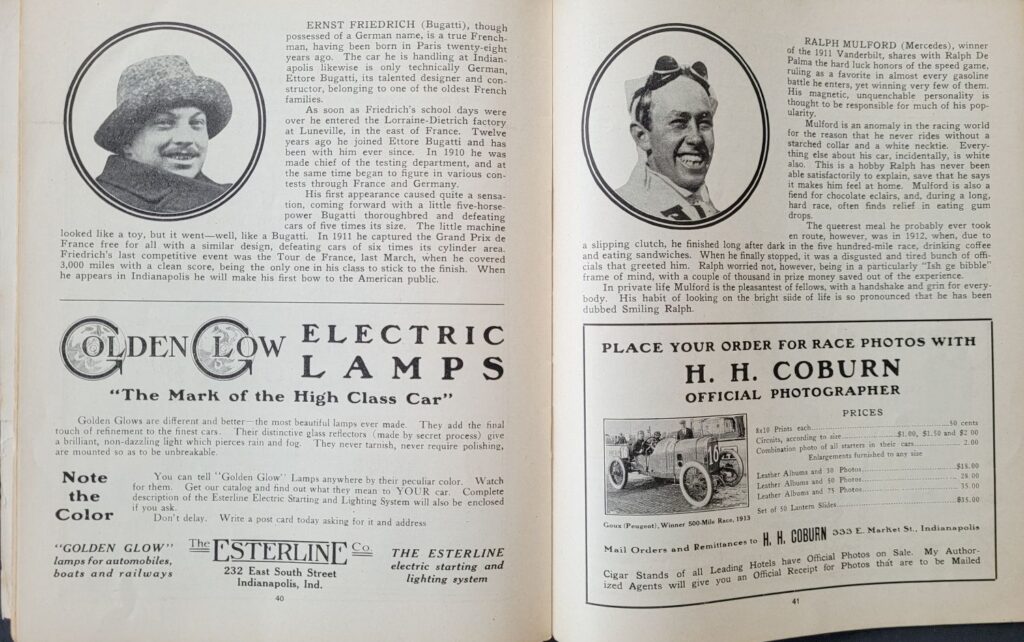 ERNST FRIEDRICH (Bugatti), though
possessed of a German name, is a true French-
man, having been born in Paris twenty-eight
years ago. The car he is handling at Indian-
apolis likewise is only technically German,
Ettore Bugatti, its talented designer and con-
structor, belonging to one of the oldest French
families.
As soon as Friedrich's school days were
over he entered the Lorraine-Dietrich factory
at Luneville, in the east of France. Twelve
years ago he joined Ettore Bugatti and has
been with him ever since. In 1910 he was
made chief of the testing department, and at
the same time began to figure in various con-
tests through France and Germany.
His first appearance caused quite a sensa-
tion, coming forward with a little five-horse-
power Bugatti thoroughbred and defeating
cars of five times its size. The little machine
looked like a toy, but it went—well, like a Bugatti. In 1911 he captured the Grand Prix de
France free for all with a similar design, defeating cars of six times its cylinder area.
Friedrich's last competitive event was the Tour de France, last March, when he covered
3,000 miles with a clean score, being the only one in his class to stick to the finish. When
he appears in Indianapolis he will make his first bow to the American public.
GOLDEN GLOW ELECTRIC
LAMPS
"The Mark of the High Class Car"
Golden Glows are different and better—the most beautiful lamps ever made. They add the final
touch of refinement to the finest cars. Their distinctive glass reflectors (made by secret process) give
a brilliant, non-dazzling light which pierces rain and fog. They never tarnish, never require polishing,
are mounted so as to be unbreakable.
Note
the
Color
You can tell "Golden Glow" Lamps anywhere by their peculiar color. Watch
for them. Get our catalog and find out what they mean to YOUR car. Complete
description of the Esterline Electric Starting and Lighting System will also be enclosed
if you ask.
Don't delay. Write a post card today asking for it and address
"GOLDEN GLOW"
lamps for automobiles,
boats and railways
The ESTERLINE Co.
232 East South Street
Indianapolis, Ind.
THE ESTERLINE
electric starting and
lighting system
40
RALPH MULFORD (Mercedes), winner
of the 1911 Vanderbilt, shares with Ralph De
Palma the hard luck honors of the speed game,
ruling as a favorite in almost every gasoline
battle he enters, yet winning very few of them.
His magnetic, unquenchable personality is
thought to be responsible for much of his pop-
ularity.
Mulford is an anomaly in the racing world
for the reason that he never rides without a
starched collar and a white necktie. Every-
thing else about his car, incidentally, is white
also. This is a hobby Ralph has never been
able satisfactorily to explain, save that he says
it makes him feel at home. Mulford is also a
fiend for chocolate eclairs, and, during a long,
hard race, often finds relief in eating gum
drops.
The queerest meal he probably ever took
en route, however, was in 1912, when, due to
a slipping clutch, he finished long after dark in the five hundred-mile race, drinking coffee
and eating sandwiches. When he finally stopped, it was a disgusted and tired bunch of offi-
cials that greeted him. Ralph worried not, however, being in a particularly "Ish ge bibble"
frame of mind, with a couple of thousand in prize money saved out of the experience.
In private life Mulford is the pleasantest of fellows, with a handshake and grin for every-
body. His habit of looking on the bright side of life is so pronounced that he has been
dubbed Smiling Ralph.
PLACE YOUR ORDER FOR RACE PHOTOS WITH
H. H. COBURN
OFFICIAL PHOTOGRAPHER
PRICES
8x10 Prints each....50 cents
Circuits, according to size....$1.00, $1.50 and $2.00
Combination photo of all starters in their cars....2.00
Enlargements furnished to any size
Leather Albums and 30 Photos....$18.00
Leather Albums and 50 Photos....28.00
Leather Albums and 75 Photos....35.00
Set of 50 Lantern Slides....$35.00
16
Goux (Peugeot), Winner 500-Mile Race, 1913
Mail Orders and Remittances to H. H. COBURN 333 E. Market St., Indianapolis
Cigar Stands of all Leading Hotels have Official Photos on Sale. My Author-
ized Agents will give you an Official Receipt for Photos that are to be Mailed
41